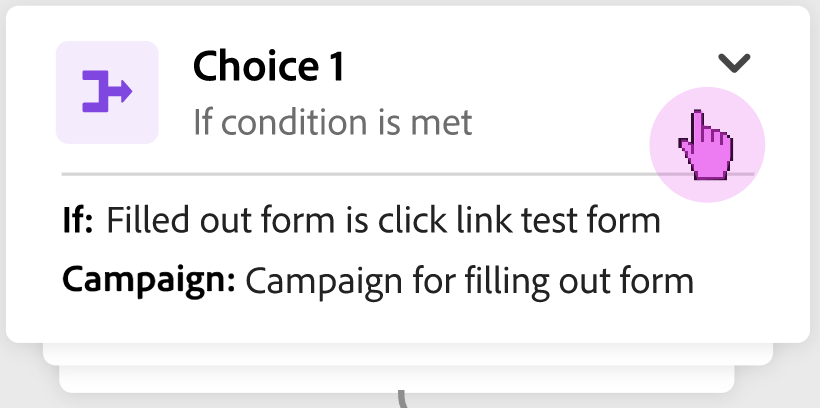 Choice 1
If condition is met
If: Filled out form is click link test form
Campaign: Campaign for filling out form